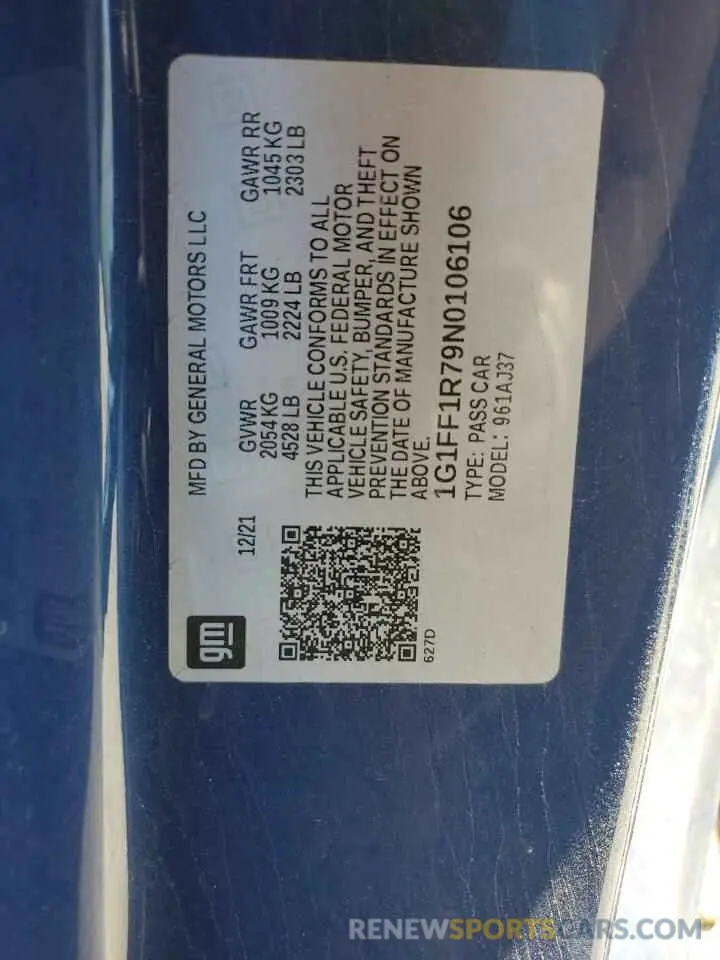 MFD BY GENERAL MOTORS LLC
12/21 GVWR GAWR FRT GAWR RR
2054 KG 1009 KG 1045 KG
4528 LB 2224 LB 2303 LB
THIS VEHICLE CONFORMS TO ALL
APPLICABLE U.S. FEDERAL MOTOR
VEHICLE SAFETY, BUMPER, AND THEFT
PREVENTION STANDARDS IN EFFECT ON
THE DATE OF MANUFACTURE SHOWN
ABOVE.
1G1FF1R79N0106106
TYPE: PASS CAR
MODEL: 961AJ37
gm
627D
RENEWSPORTSCARS.COM